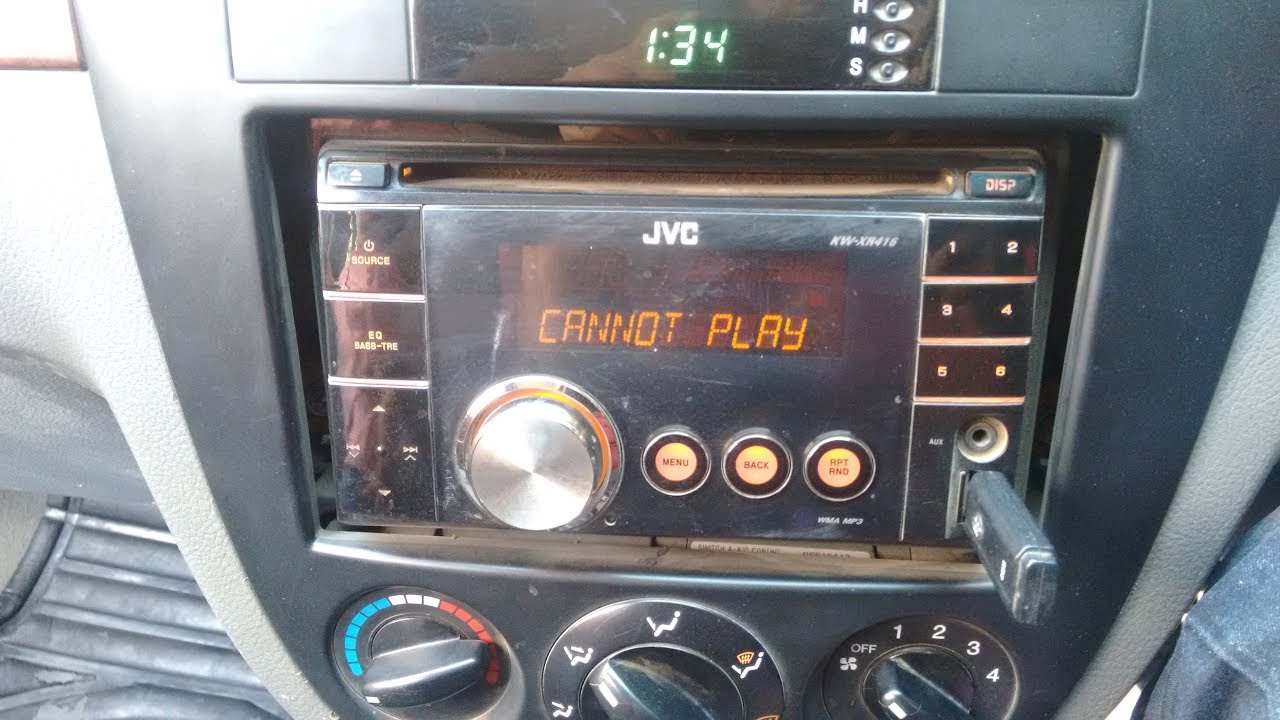 H
1:34
M
S
DISP
JVC
KW-XR416
SOURCE
1 2
CANNOT PLAY
EQ
BASS-TRE
3 4
5 6
AUX
MENU
BACK
RPT
RND
WMA MP3
OFF 1 2 3 4